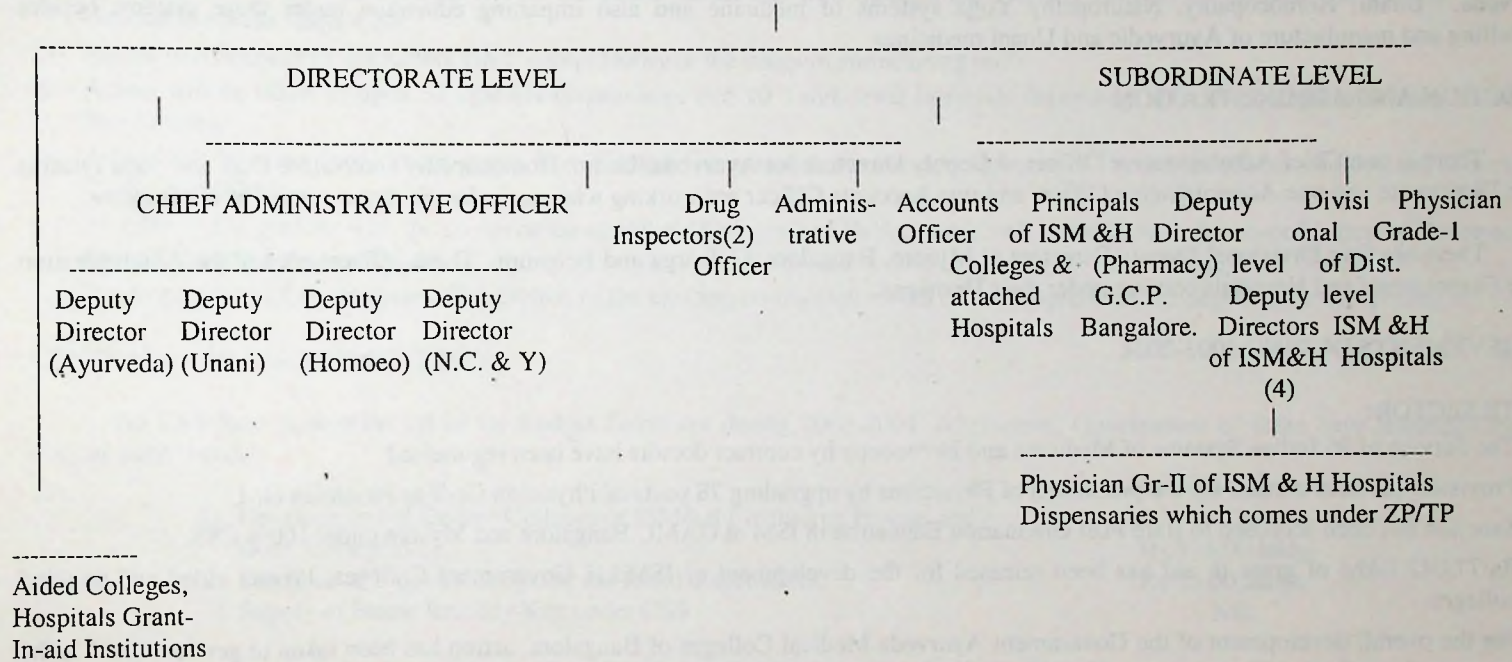 DIRECTORATE LEVEL SUBORDINATE LEVEL
CHIEF ADMINISTRATIVE OFFICER Drug Adminis- Accounts Principals Deputy Divisi Physician
Inspectors(2) trative Officer of ISM &H Director onal Grade-1
Officer Colleges & (Pharmacy) level of Dist.
Deputy Deputy Deputy Deputy attached G.C.P. Deputy level
Director Director Director Director Hospitals Bangalore. Directors ISM &H
(Ayurveda) (Unani) (Homoeo) (N.C. & Y) of ISM&H Hospitals
(4)
Physician Gr-II of ISM & H Hospitals
Dispensaries which comes under ZP/TP
Aided Colleges,
Hospitals Grant-
In-aid Institutions